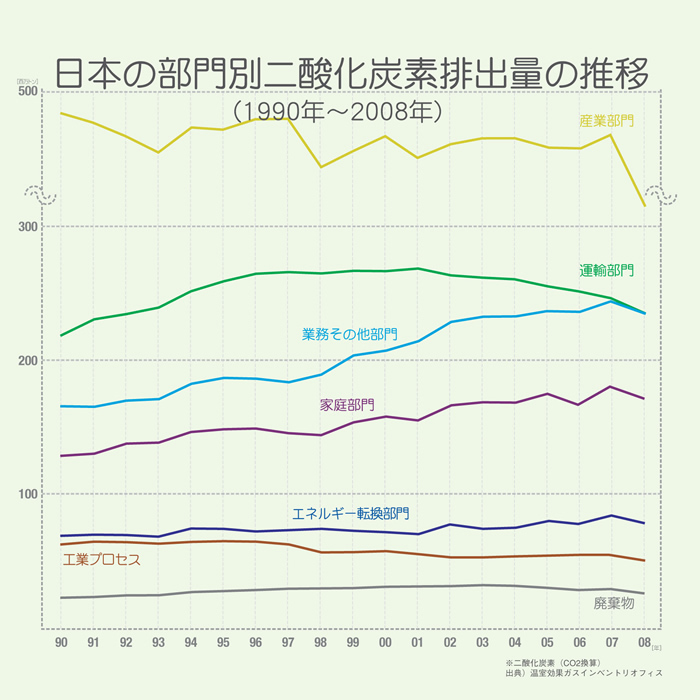 日本の部門別二酸化炭素排出量の推移
(1990年～2008年)
[百万トン]
500
産業部門
300
運輸部門
業務その他部門
200
家庭部門
100
エネルギー転換部門
工業プロセス
廃棄物
90 91 92 93 94 95 96 97 98 99 00 01 02 03 04 05 06 07 08 [年]
※二酸化炭素（CO2換算）
出典）温室効果ガスインベントリオフィス